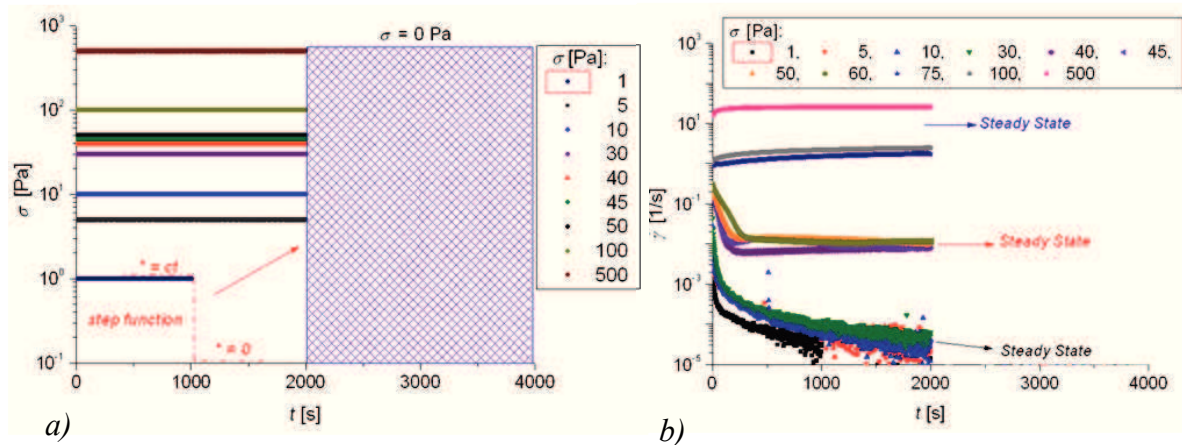 σ = 0 Pa
σ [Pa]:
1
5
10
30
40
45
50
100
500
10³
10²
10¹
10⁰
10⁻¹
σ [Pa]
= ct
step function
= 0
0 1000 2000 3000 4000
t [s]
a)
σ [Pa]:
1. 5. 10. 30. 40. 45.
50. 60. 75. 100. 500
10³
10¹
10⁻¹
10⁻³
10⁻⁵
γ̇ [1/s]
Steady State
Steady State
Steady State
0 1000 2000 3000 4000
t [s]
b)